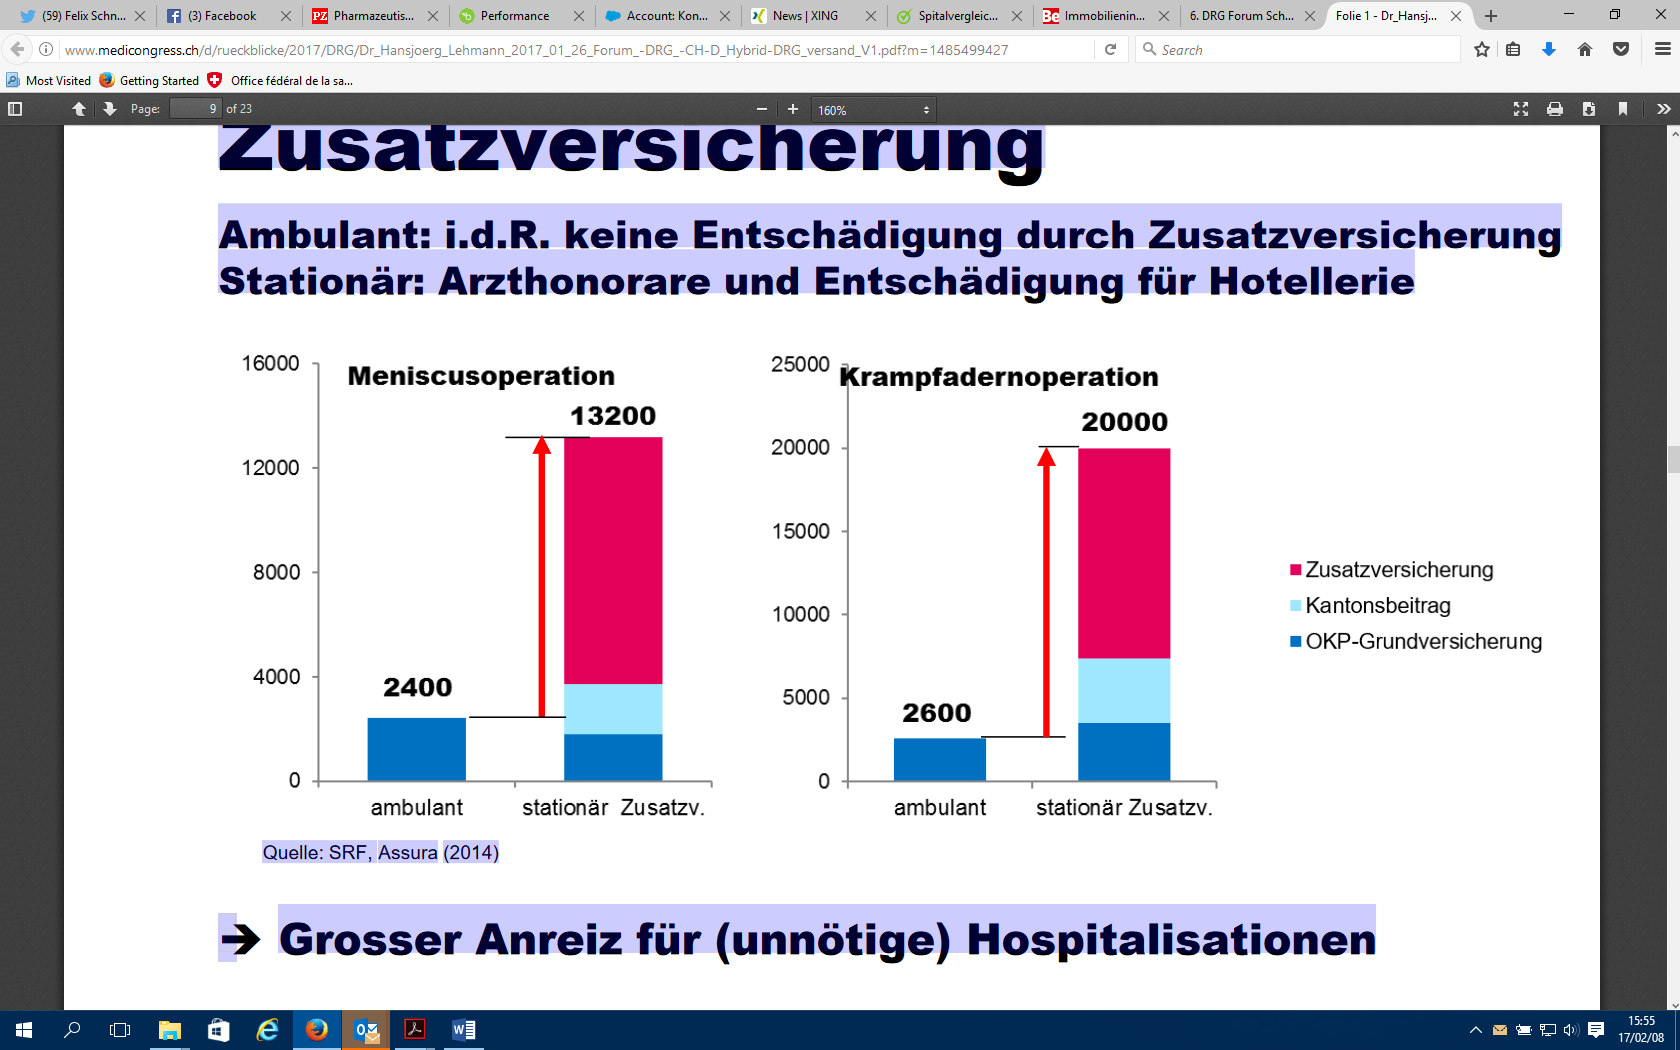 (59) Felix Schn...
(3) Facebook
PZ Pharmazeutis...
Performance
Account: Kon...
News | XING
Spitalvergleic...
Be Immobilienin...
6. DRG Forum Sch...
Folie 1 - Dr_Hansj...
www.medicongress.ch/d/rueckblicke/2017/DRG/Dr_Hansjoerg_Lehmann_2017_01_26_Forum_-DRG_-CH-D_Hybrid-DRG_versand_V1.pdf?m=1485499427
Search
Most Visited
Getting Started
Office fédéral de la sa...
Page: 9 of 23
160%
Zusatzversicherung
Ambulant: i.d.R. keine Entschädigung durch Zusatzversicherung
Stationär: Arzthonorare und Entschädigung für Hotellerie
Meniscusoperation
16000
12000
8000
4000
0
13200
2400
ambulant
stationär Zusatzv.
Krampfadernoperation
25000
20000
15000
10000
5000
0
20000
2600
ambulant
stationär Zusatzv.
Zusatzversicherung
Kantonsbeitrag
OKP-Grundversicherung
Quelle: SRF, Assura (2014)
➔ Grosser Anreiz für (unnötige) Hospitalisationen
15:55
17/02/08